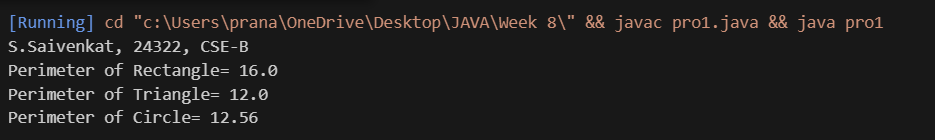 [Running] cd "c:\Users\prana\OneDrive\Desktop\JAVA\Week 8\" && javac pro1.java && java pro1
S.Saivenkat, 24322, CSE-B
Perimeter of Rectangle= 16.0
Perimeter of Triangle= 12.0
Perimeter of Circle= 12.56